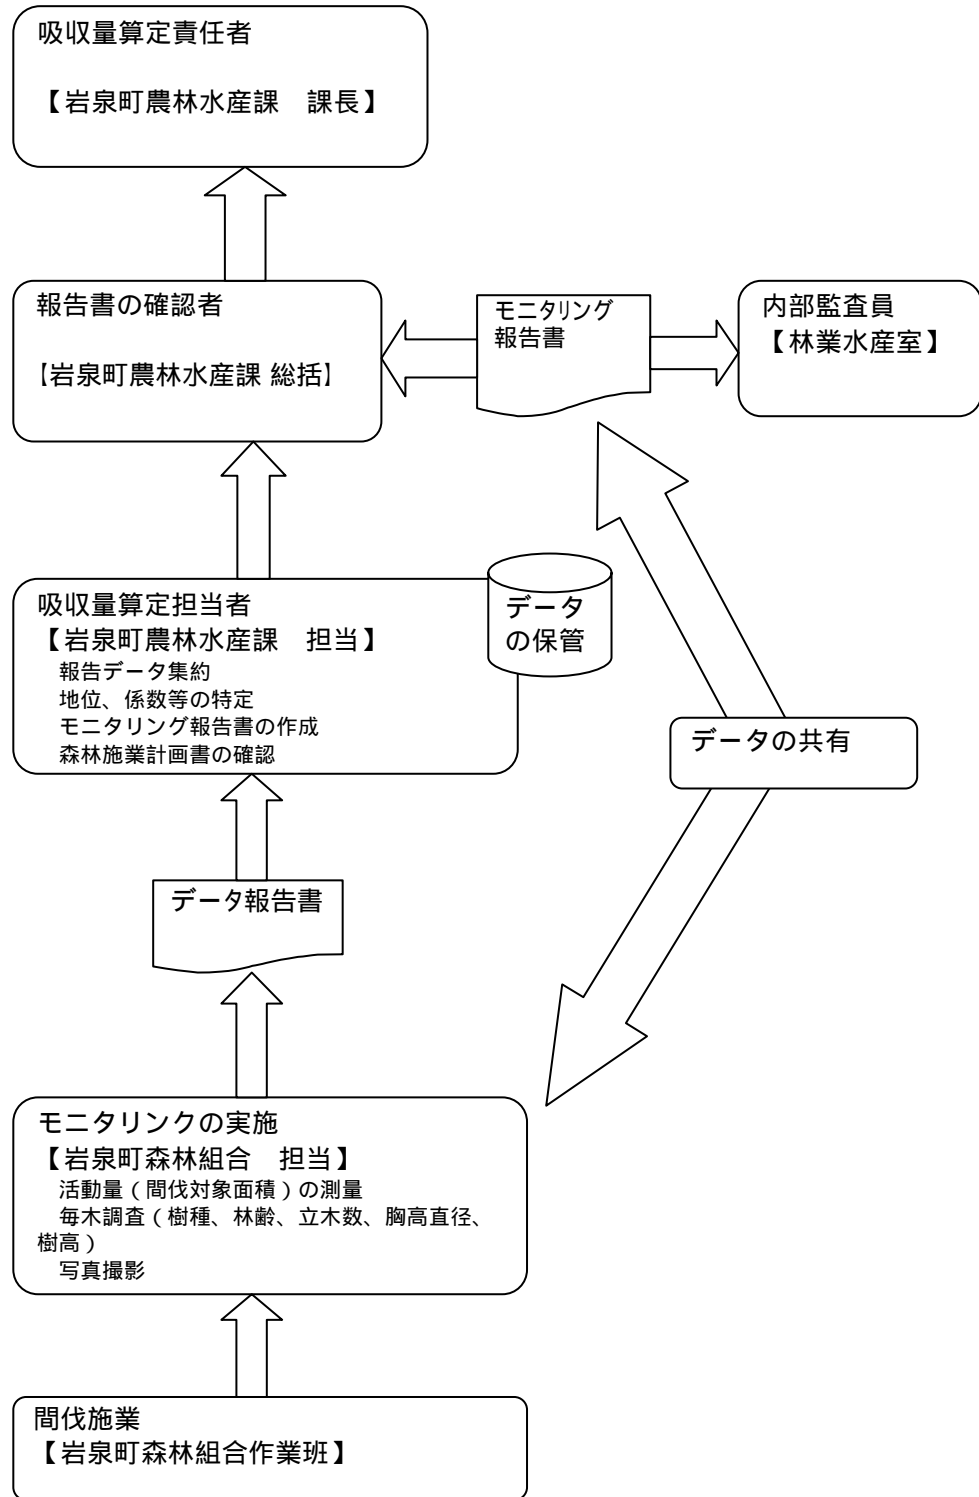 吸収量算定責任者
【岩泉町農林水産課　課長】
報告書の確認者
【岩泉町農林水産課 総括】
モニタリング
報告書
内部監査員
【林業水産室】
吸収量算定担当者
【岩泉町農林水産課　担当】
報告データ集約
地位、係数等の特定
モニタリング報告書の作成
森林施業計画書の確認
データ
の保管
データの共有
データ報告書
モニタリンクの実施
【岩泉町森林組合　担当】
活動量（間伐対象面積）の測量
毎木調査（樹種、林齢、立木数、胸高直径、
樹高）
写真撮影
間伐施業
【岩泉町森林組合作業班】